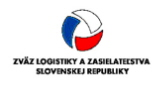 ZVÄZ LOGISTIKY A ZASIELATEĽSTVA
SLOVENSKEJ REPUBLIKY